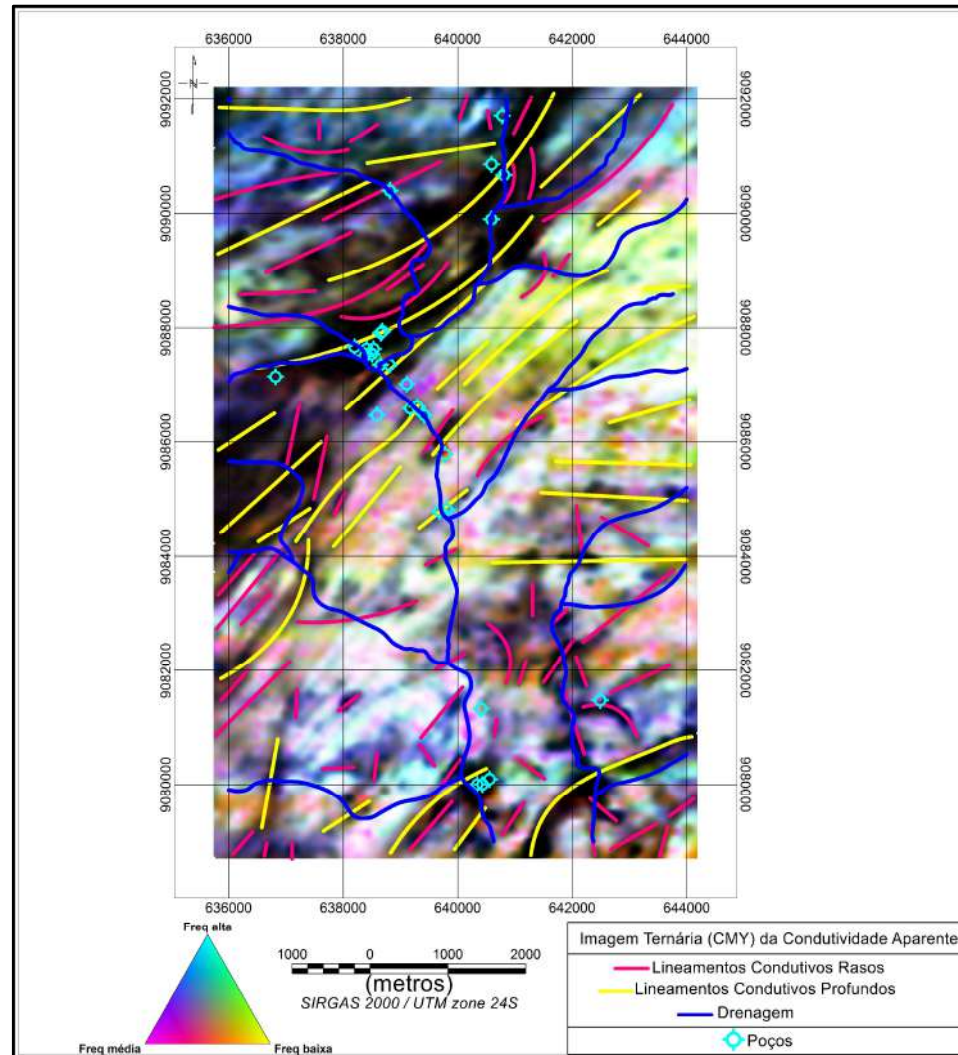 636000 638000 640000 642000 644000
N
9092000 9092000
9090000 9090000
9088000 9088000
9086000 9086000
9084000 9084000
9082000 9082000
9080000 9080000
636000 638000 640000 642000 644000
Freq alta
Freq média Freq baixa
1000 0 1000 2000
(metros)
SIRGAS 2000 / UTM zone 24S
Imagem Ternária (CMY) da Condutividade Aparente
Lineamentos Condutivos Rasos
Lineamentos Condutivos Profundos
Drenagem
Poços